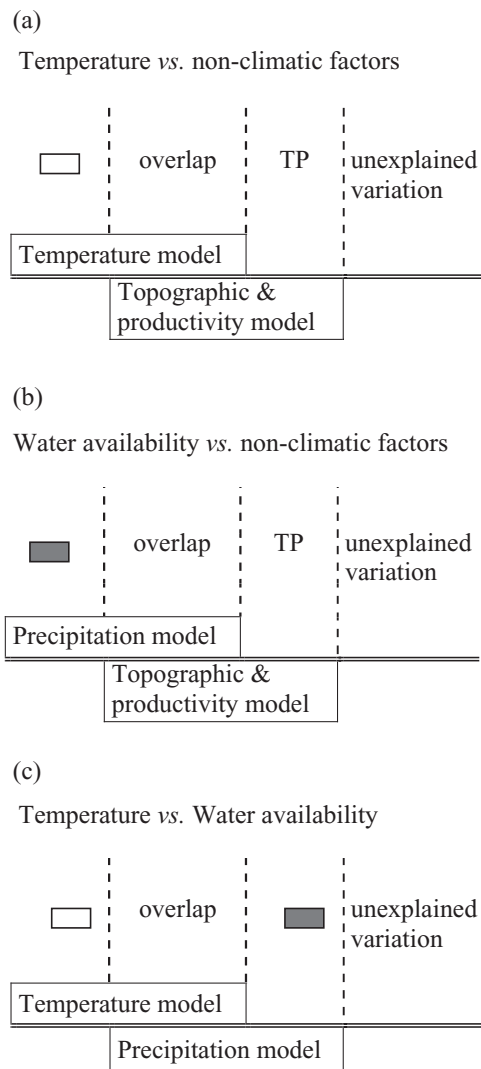 (a)
Temperature vs. non-climatic factors
overlap TP unexplained
variation
Temperature model
Topographic &
productivity model
(b)
Water availability vs. non-climatic factors
overlap TP unexplained
variation
Precipitation model
Topographic &
productivity model
(c)
Temperature vs. Water availability
overlap unexplained
variation
Temperature model
Precipitation model